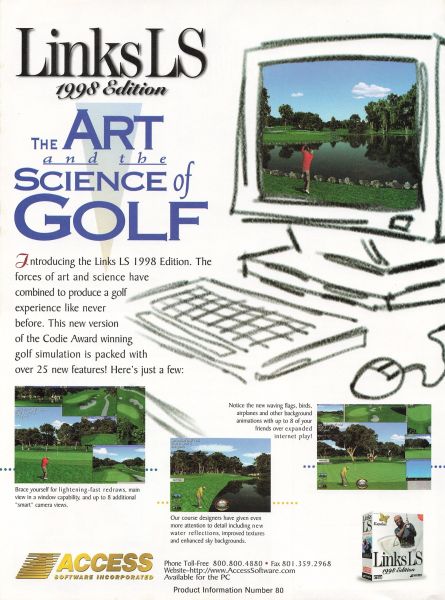 Links LS
1998 Edition
THE ART
and the
SCIENCE of
GOLF
Introducing the Links LS 1998 Edition. The
forces of art and science have
combined to produce a golf
experience like never
before. This new version
of the Codie Award winning
golf simulation is packed with
over 25 new features! Here's just a few:
Brace yourself for lightening-fast redraws, main
view in a window capability, and up to 8 additional
"smart" camera views.
Our course designers have given even
more attention to detail including new
water reflections, improved textures
and enhanced sky backgrounds.
Notice the new waving flags, birds,
airplanes and other background
animations with up to 8 of your
friends over expanded
internet play!
ACCESS
SOFTWARE INCORPORATED
Phone Toll-Free 800.800.4880 • Fax 801.359.2968
Website–http://www.AccessSoftware.com
Available for the PC
Links LS
1998 Edition
Product Information Number 80